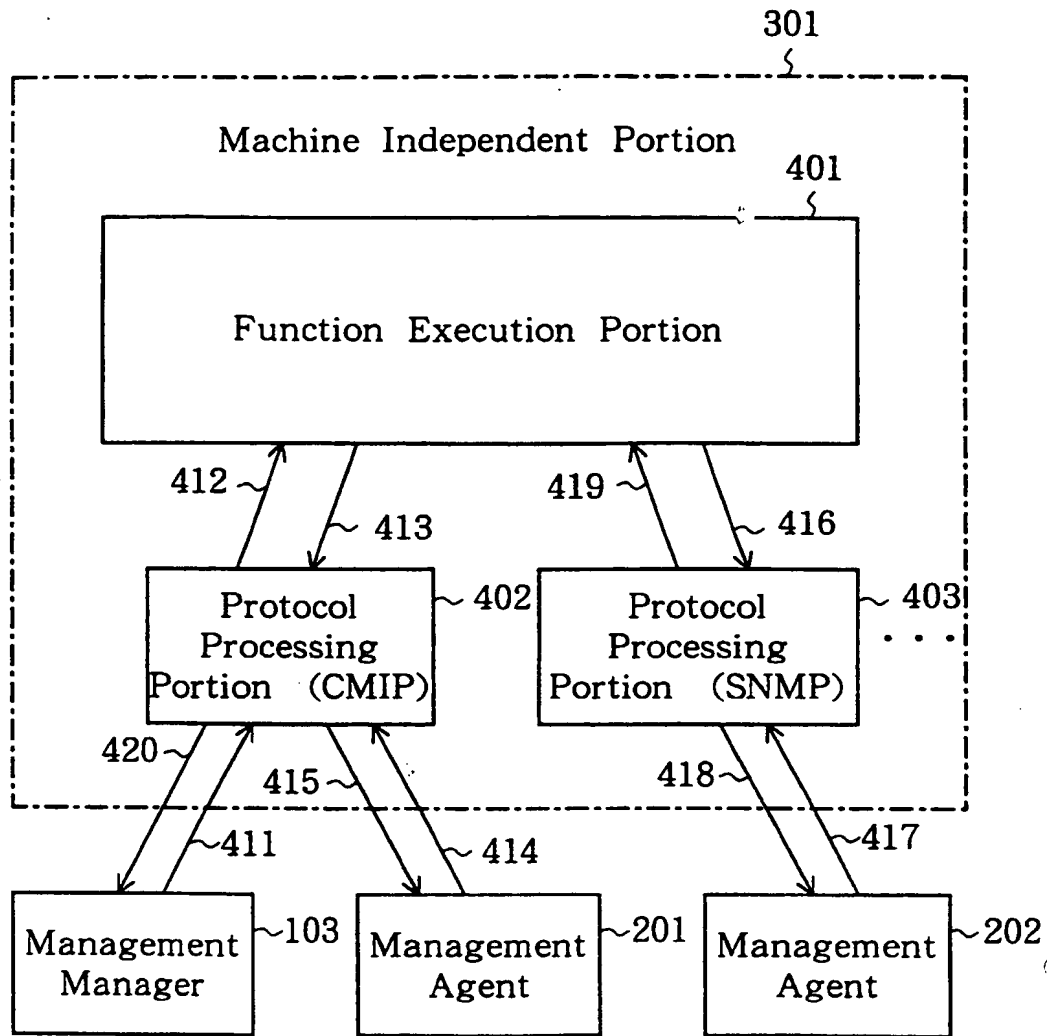 301
Machine Independent Portion
401
Function Execution Portion
412
413
419
416
Protocol
Processing
Portion (CMIP)
402
Protocol
Processing
Portion (SNMP)
403
. . .
420
411
415
414
418
417
Management
Manager
103
Management
Agent
201
Management
Agent
202